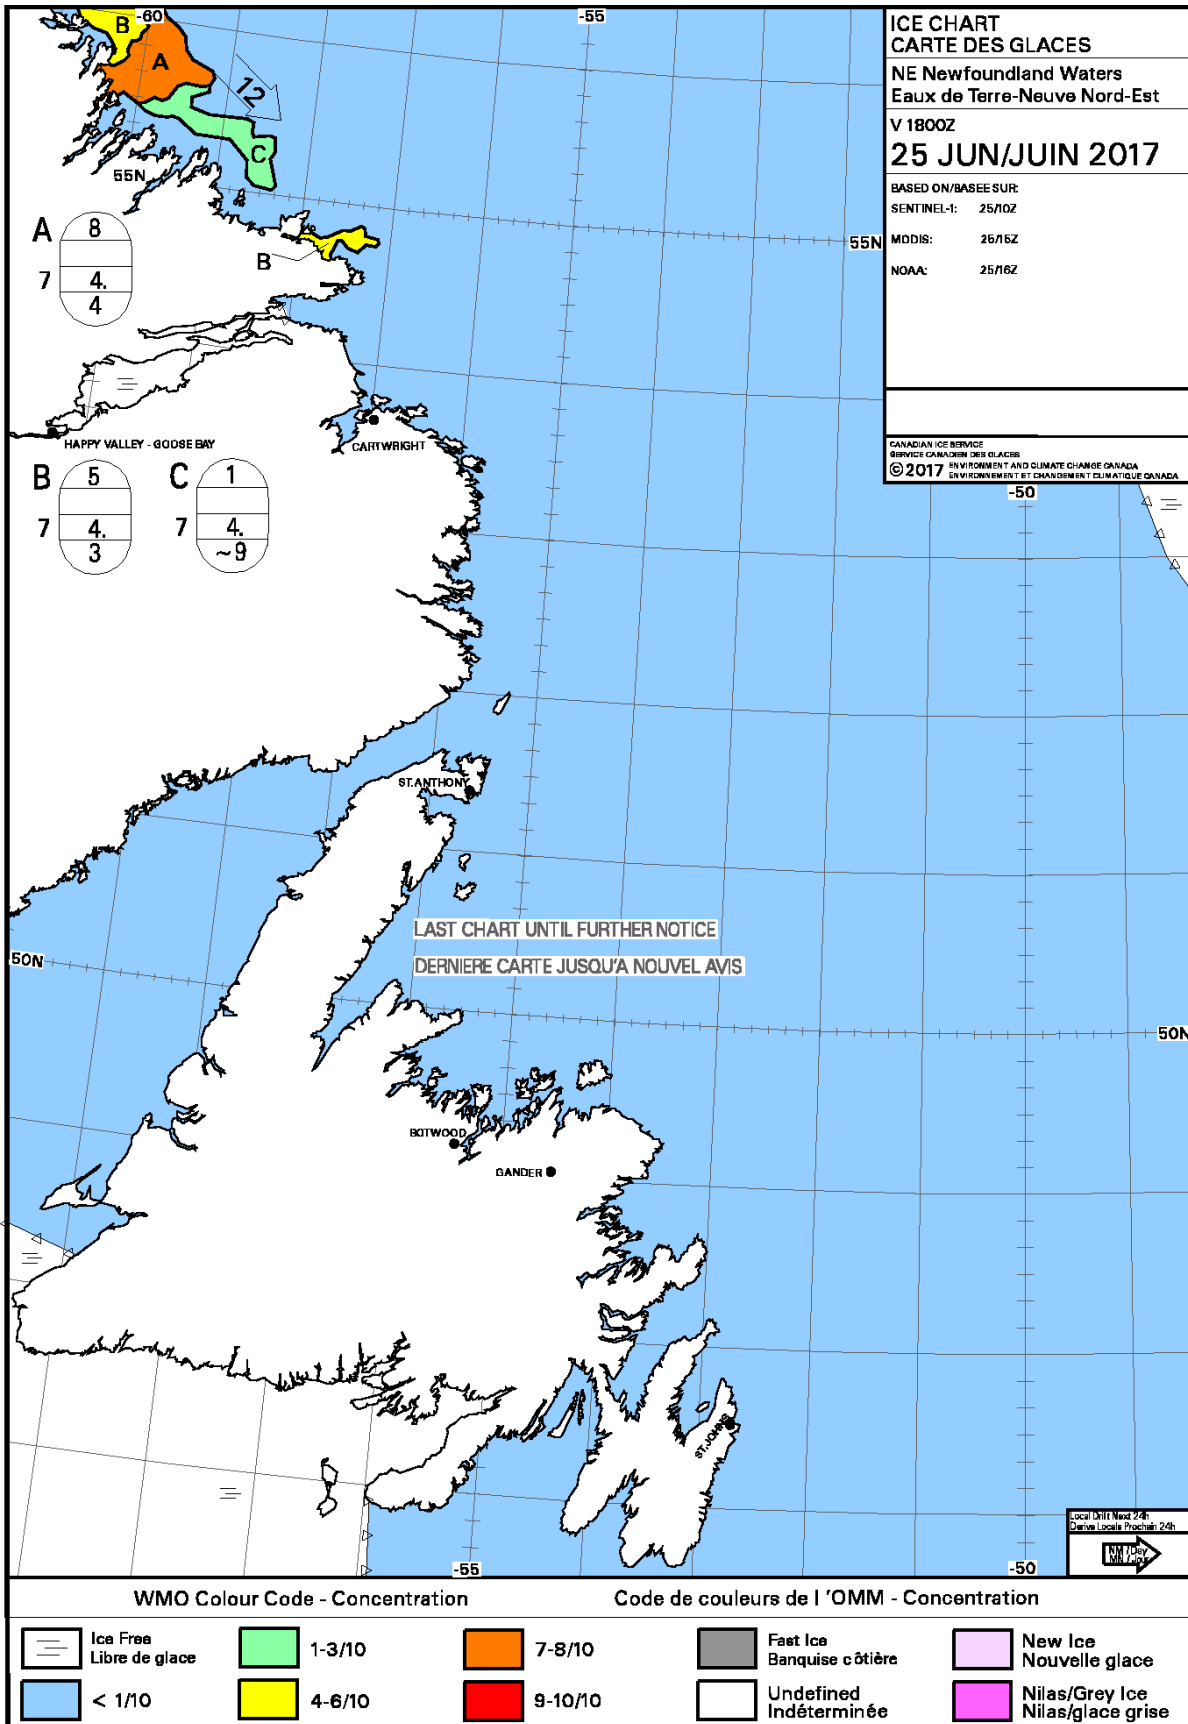 -60
-55
B
A
12
C
55N
B
55N
ICE CHART
CARTE DES GLACES
NE Newfoundland Waters
Eaux de Terre-Neuve Nord-Est
V 1800Z
25 JUN/JUIN 2017
BASED ON/BASEE SUR:
SENTINEL-1: 25/10Z
MODIS: 25/15Z
NOAA: 25/16Z
CANADIAN ICE SERVICE
SERVICE CANADIEN DES GLACES
©2017 ENVIRONMENT AND CLIMATE CHANGE CANADA
ENVIRONNEMENT ET CHANGEMENT CLIMATIQUE CANADA
A
8
7 4.
4
HAPPY VALLEY - GOOSE BAY
CARTWRIGHT
B
5
7 4.
3
C
1
7 4.
~9
-50
ST.ANTHONY
LAST CHART UNTIL FURTHER NOTICE
DERNIERE CARTE JUSQU'A NOUVEL AVIS
50N
50N
BOTWOOD
GANDER
ST.JOHNS
-55
-50
Local Drift Next 24h
Derive Locale Prochain 24h
NM / Day
MN / Jour
WMO Colour Code - Concentration
Code de couleurs de l 'OMM - Concentration
Ice Free
Libre de glace
1-3/10
7-8/10
Fast Ice
Banquise côtière
New Ice
Nouvelle glace
< 1/10
4-6/10
9-10/10
Undefined
Indéterminée
Nilas/Grey Ice
Nilas/glace grise